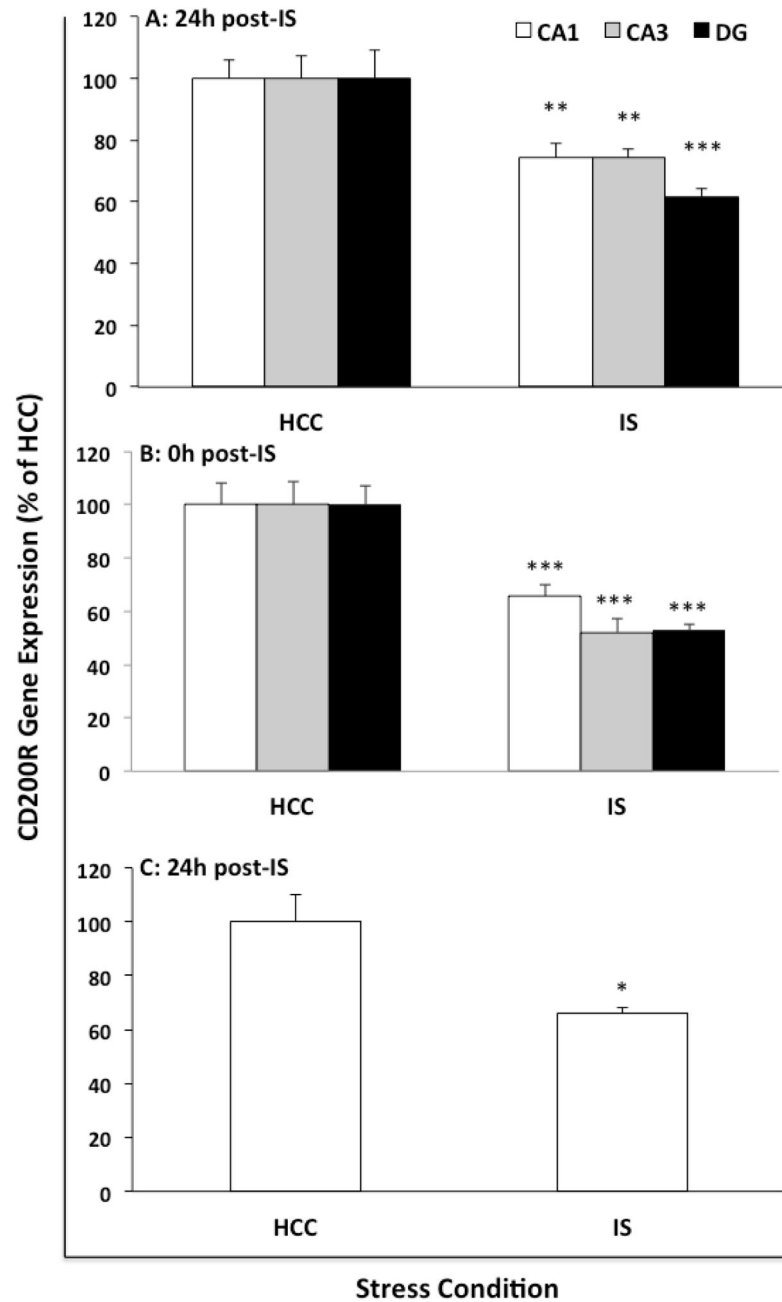 CD200R Gene Expression (% of HCC)
A: 24h post-IS
CA1 CA3 DG
120
100
80
60
40
20
0
** ** ***
HCC IS
B: 0h post-IS
120
100
80
60
40
20
0
*** *** ***
HCC IS
C: 24h post-IS
120
100
80
60
40
20
0
*
HCC IS
Stress Condition